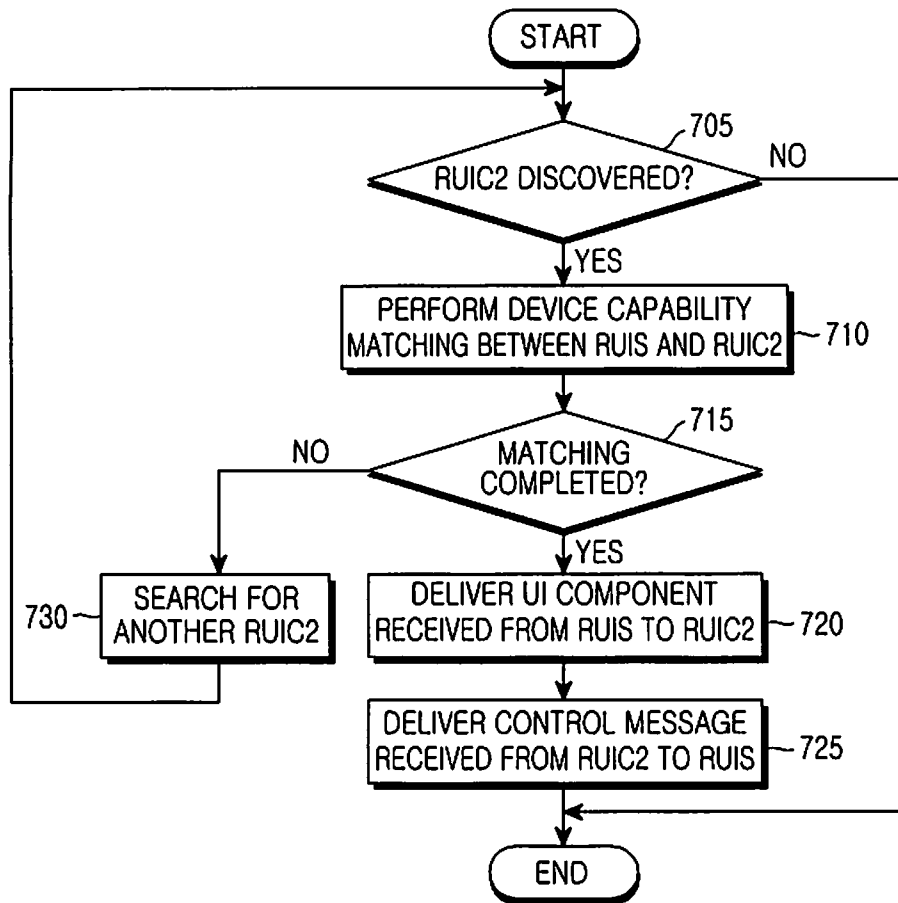 START
705
RUIC2 DISCOVERED?
NO
YES
PERFORM DEVICE CAPABILITY
MATCHING BETWEEN RUIS AND RUIC2
710
715
MATCHING
COMPLETED?
NO
YES
SEARCH FOR
ANOTHER RUIC2
730
DELIVER UI COMPONENT
RECEIVED FROM RUIS TO RUIC2
720
DELIVER CONTROL MESSAGE
RECEIVED FROM RUIC2 TO RUIS
725
END